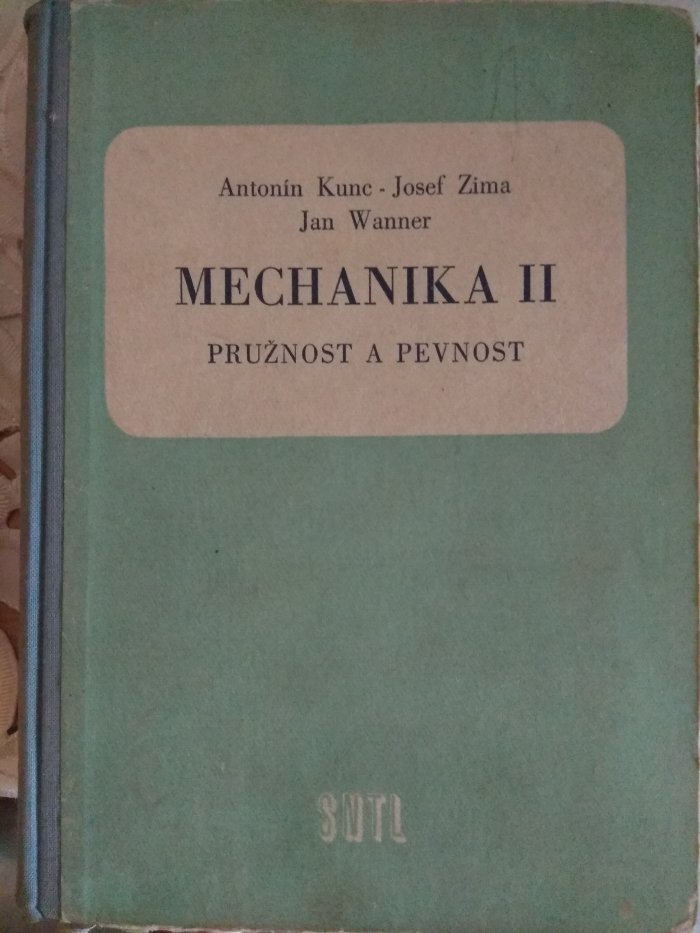 Antonín Kunc - Josef Zima
Jan Wanner
MECHANIKA II
PRUŽNOST A PEVNOST
SNTL